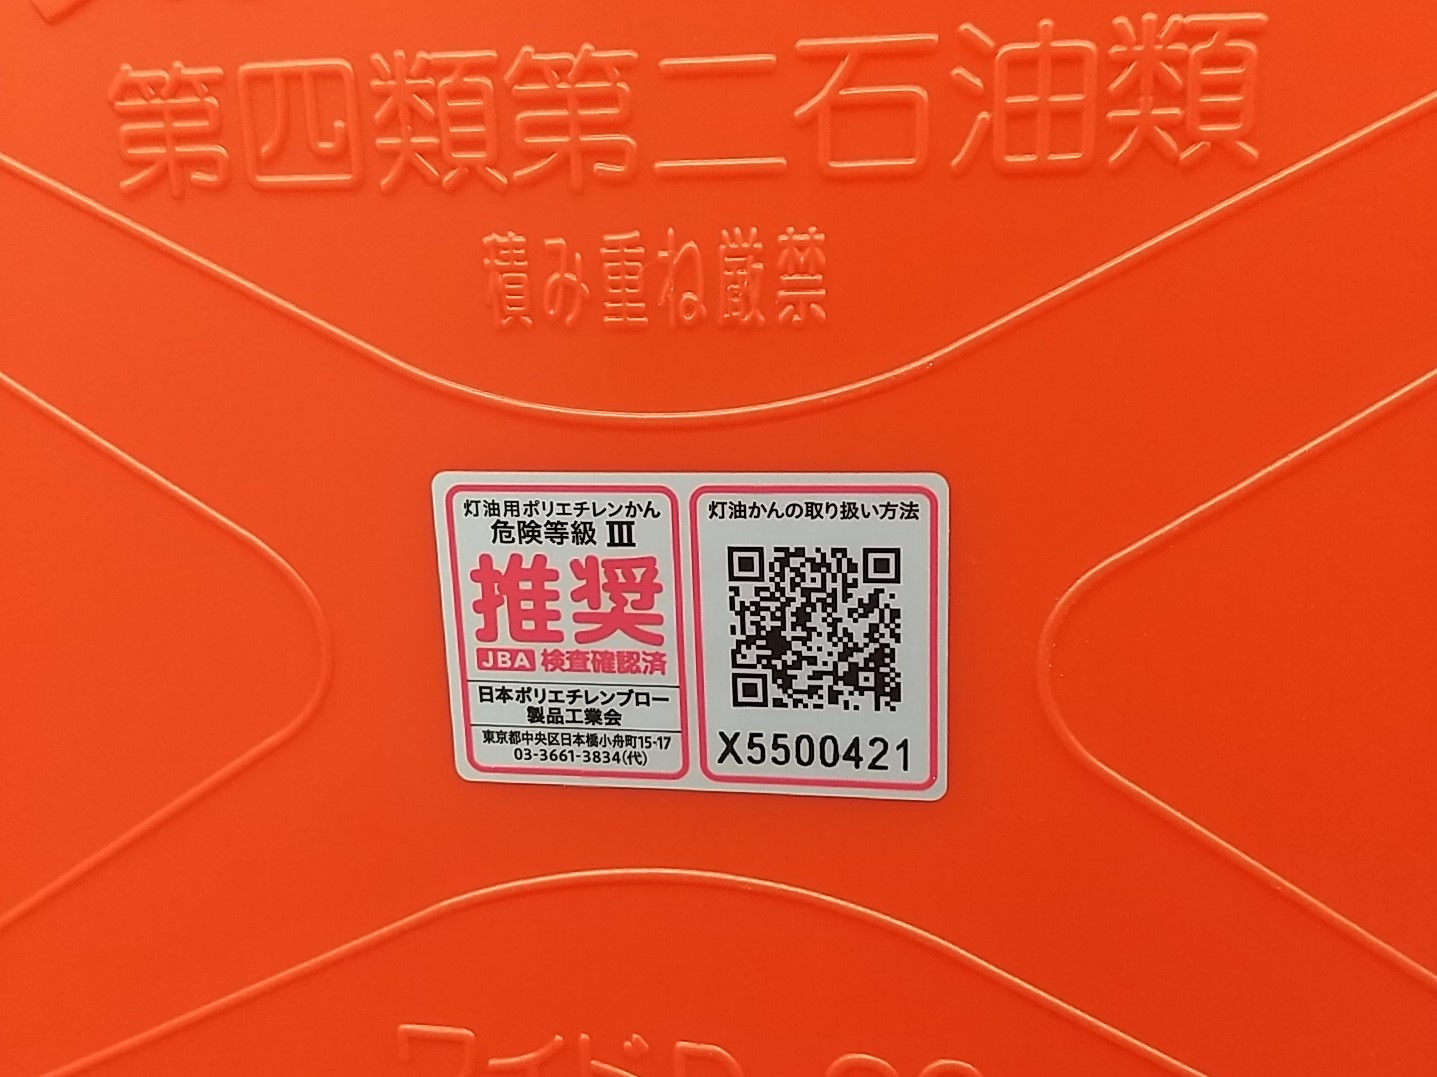 第四類第二石油類
積み重ね厳禁
灯油用ポリエチレンかん
危険等級 Ⅲ
推奨
JBA 検査確認済
日本ポリエチレンブロー
製品工業会
東京都中央区日本橋小舟町15-17
03-3661-3834(代)
灯油かんの取り扱い方法
X5500421
ワイド